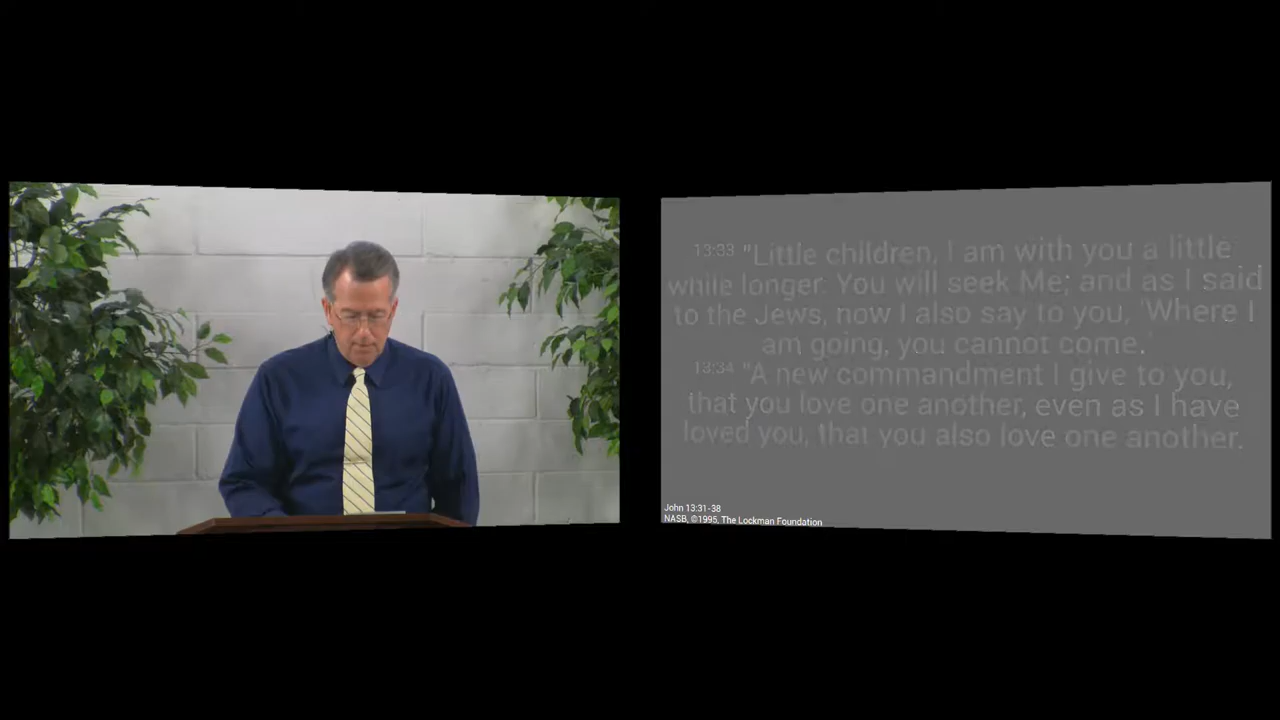 13:33 "Little children, I am with you a little
while longer. You will seek Me; and as I said
to the Jews, now I also say to you, 'Where I
am going, you cannot come.'
13:34 "A new commandment I give to you,
that you love one another, even as I have
loved you, that you also love one another.
John 13:31-38
NASB, ©1995, The Lockman Foundation